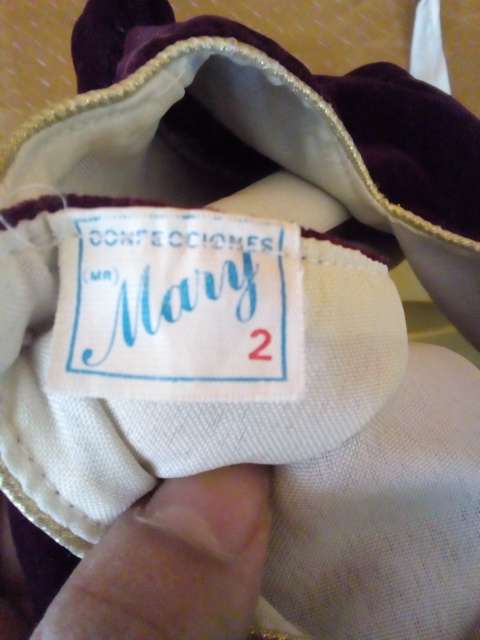 CONFECCIONES
(MR) Mary
2